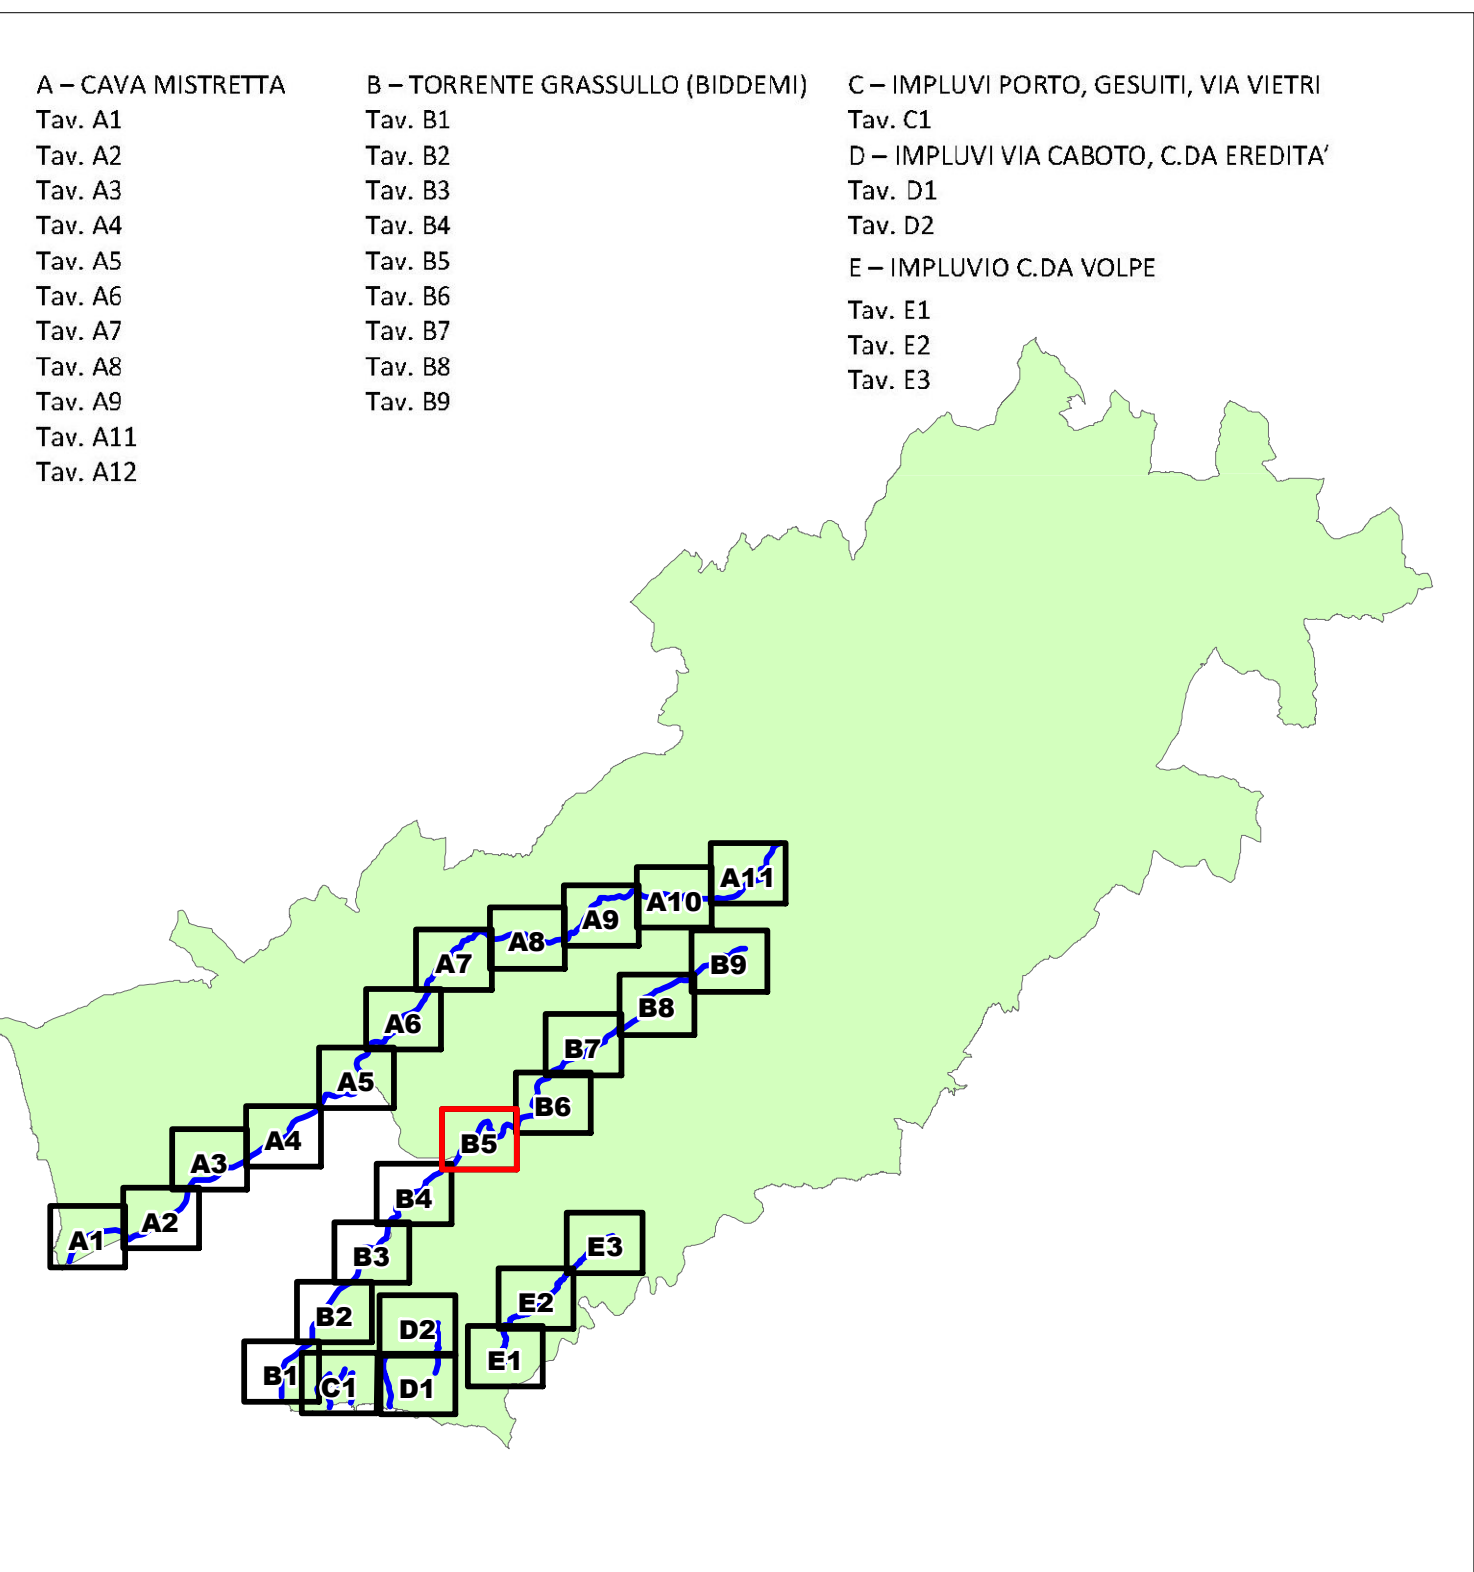 A – CAVA MISTRETTA
Tav. A1
Tav. A2
Tav. A3
Tav. A4
Tav. A5
Tav. A6
Tav. A7
Tav. A8
Tav. A9
Tav. A11
Tav. A12
B – TORRENTE GRASSULLO (BIDDEMI)
Tav. B1
Tav. B2
Tav. B3
Tav. B4
Tav. B5
Tav. B6
Tav. B7
Tav. B8
Tav. B9
C – IMPLUVI PORTO, GESUITI, VIA VIETRI
Tav. C1
D – IMPLUVI VIA CABOTO, C.DA EREDITA’
Tav. D1
Tav. D2
E – IMPLUVIO C.DA VOLPE
Tav. E1
Tav. E2
Tav. E3
A11
A10
A9
A8
A7
B9
B8
A6
B7
A5
B6
A4
B5
A3
B4
A2
A1
E3
B3
E2
B2
D2
E1
B1
C1
D1